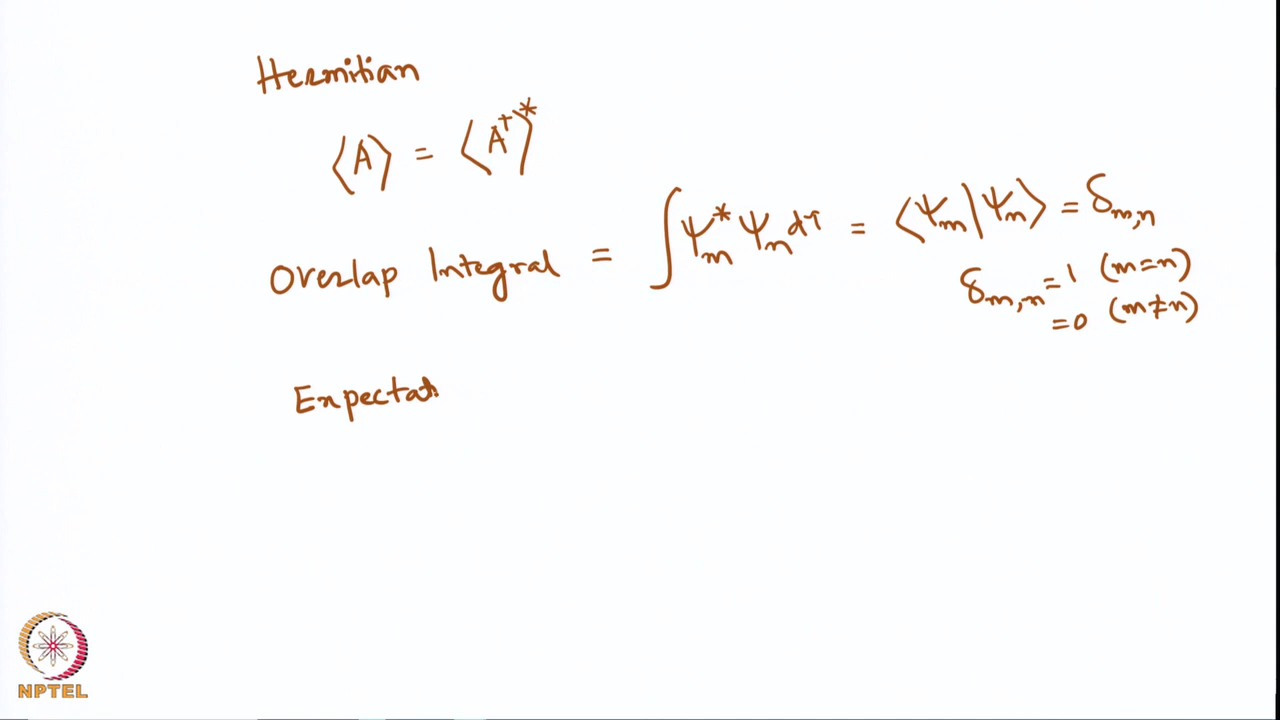 Hermitian
⟨A⟩ = ⟨A†⟩*
Overlap Integral = ∫ψₘ* ψₙ dτ = ⟨ψₘ|ψₙ⟩ = δₘ,ₙ
δₘ,ₙ = 1 (m=n)
= 0 (m≠n)
Expectat
NPTEL